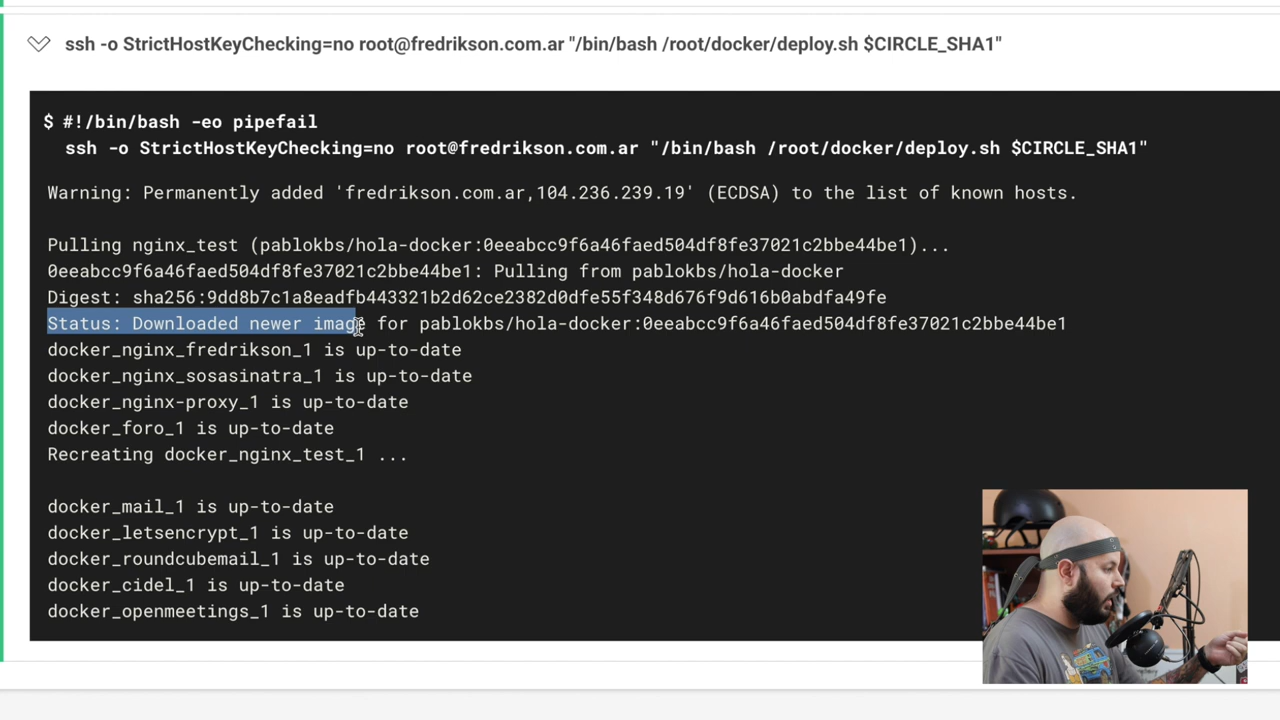 ssh -o StrictHostKeyChecking=no root@fredrikson.com.ar "/bin/bash /root/docker/deploy.sh $CIRCLE_SHA1"
$ #!/bin/bash -eo pipefail
ssh -o StrictHostKeyChecking=no root@fredrikson.com.ar "/bin/bash /root/docker/deploy.sh $CIRCLE_SHA1"
Warning: Permanently added 'fredrikson.com.ar,104.236.239.19' (ECDSA) to the list of known hosts.
Pulling nginx_test (pablokbs/hola-docker:0eeabcc9f6a46faed504df8fe37021c2bbe44be1)...
0eeabcc9f6a46faed504df8fe37021c2bbe44be1: Pulling from pablokbs/hola-docker
Digest: sha256:9dd8b7c1a8eadfb443321b2d62ce2382d0dfe55f348d676f9d616b0abdfa49fe
Status: Downloaded newer image for pablokbs/hola-docker:0eeabcc9f6a46faed504df8fe37021c2bbe44be1
docker_nginx_fredrikson_1 is up-to-date
docker_nginx_sosasinatra_1 is up-to-date
docker_nginx-proxy_1 is up-to-date
docker_foro_1 is up-to-date
Recreating docker_nginx_test_1 ...
docker_mail_1 is up-to-date
docker_letsencrypt_1 is up-to-date
docker_roundcubemail_1 is up-to-date
docker_cidel_1 is up-to-date
docker_openmeetings_1 is up-to-date